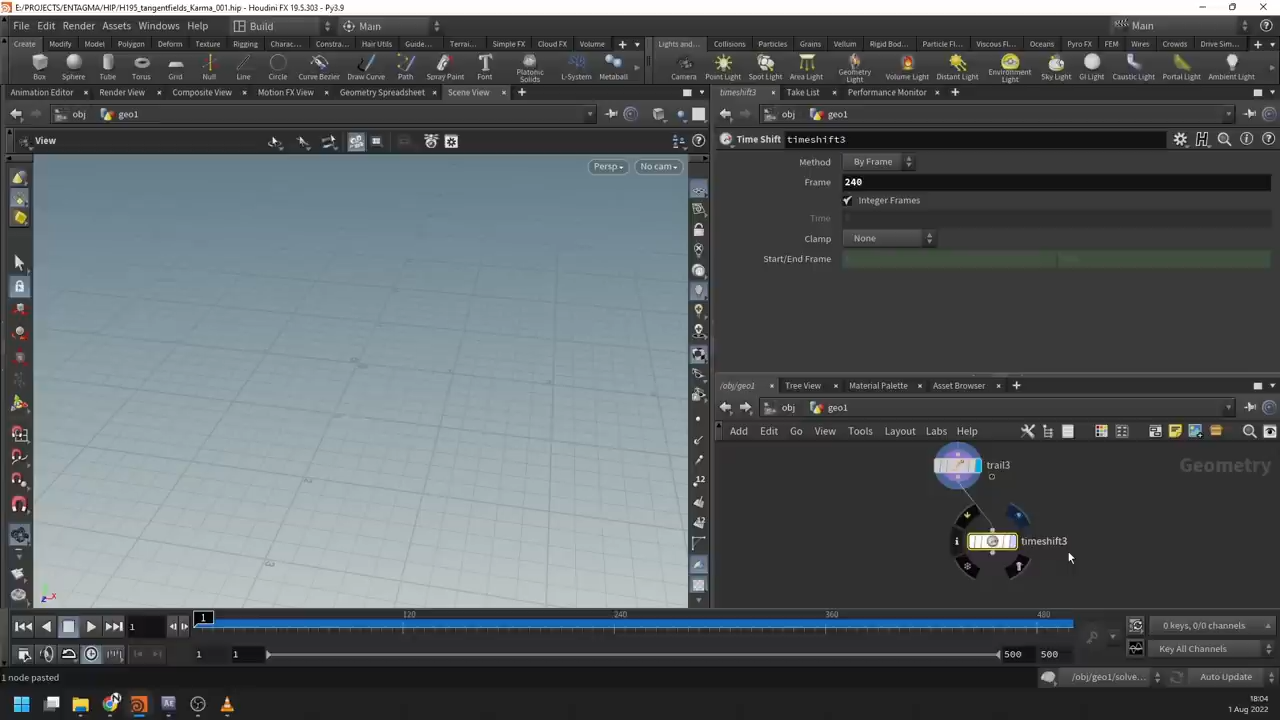 E:/PROJECTS/ENTAGMA/HIP/H195_tangentfields_Karma_001.hip - Houdini FX 19.5.303 - Py3.9
File Edit Render Assets Windows Help Build Main Main
Create Modify Model Polygon Deform Texture Rigging Charac... Constra... Hair Utils Guide... Terrai... Simple FX Cloud FX Volume
Lights and... Collisions Particles Grains Vellum Rigid Bod... Particle Fl... Viscous Fl... Oceans Pyro FX FEM Wires Crowds Drive Sim...
Box Sphere Tube Torus Grid Null Line Circle Curve Bezier Draw Curve Path Spray Paint Font Platonic Solids L-System Metaball
Camera Point Light Spot Light Area Light Geometry Light Volume Light Distant Light Environment Light Sky Light GI Light Caustic Light Portal Light Ambient Light
Animation Editor Render View Composite View Motion FX View Geometry Spreadsheet Scene View
timeshift3 Take List Performance Monitor
obj geo1
obj geo1
View
Time Shift timeshift3
Persp No cam
Method By Frame
Frame 240
Integer Frames
Time
Clamp None
Start/End Frame
/obj/geo1 Tree View Material Palette Asset Browser
obj geo1
Add Edit Go View Tools Layout Labs Help
Geometry
trail3
timeshift3
12
12
z x
1
120 240 360 480
1
0 keys, 0/0 channels
1 1 500 500
Key All Channels
1 node pasted
/obj/geo1/solve... Auto Update
18:04
1 Aug 2022